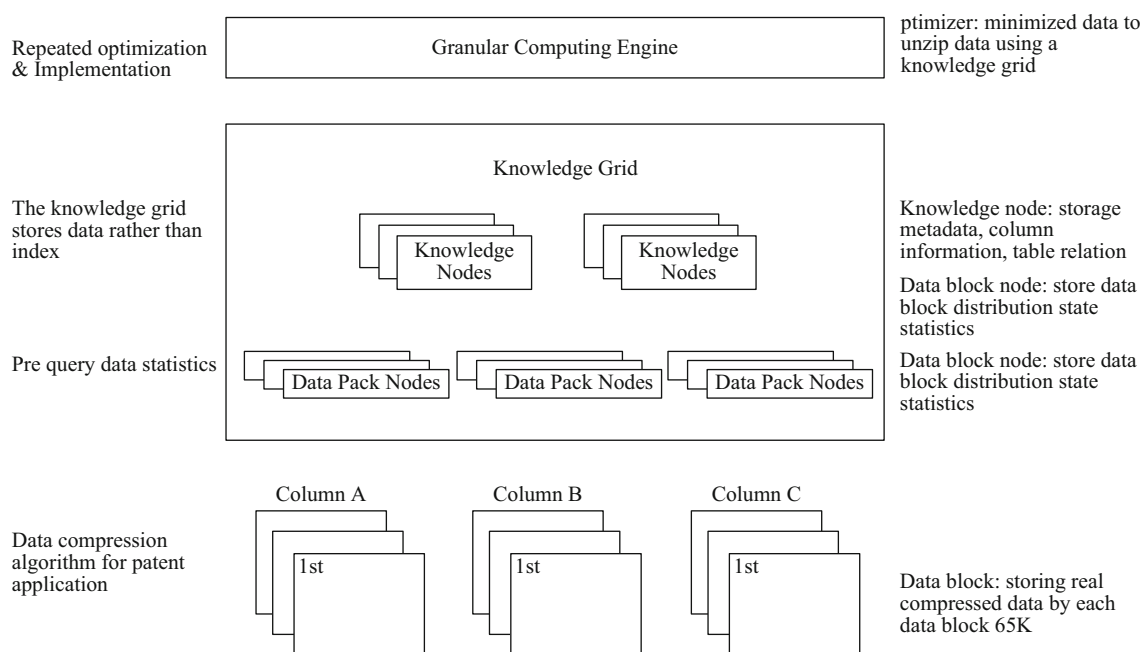 Repeated optimization
& Implementation
Granular Computing Engine
ptimizer: minimized data to
unzip data using a
knowledge grid
Knowledge Grid
The knowledge grid
stores data rather than
index
Knowledge
Nodes
Knowledge
Nodes
Knowledge node: storage
metadata, column
information, table relation
Data block node: store data
block distribution state
statistics
Pre query data statistics
Data Pack Nodes
Data Pack Nodes
Data Pack Nodes
Data block node: store data
block distribution state
statistics
Column A
Column B
Column C
Data compression
algorithm for patent
application
1st
1st
1st
Data block: storing real
compressed data by each
data block 65K